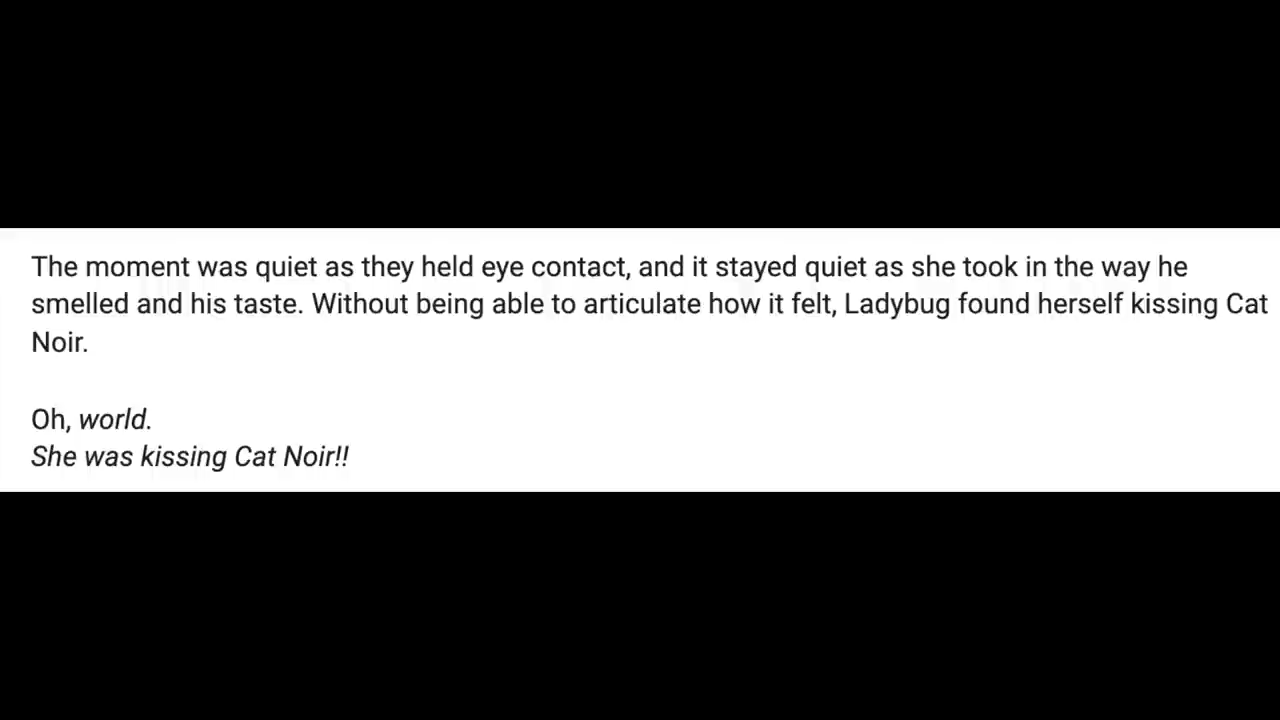 The moment was quiet as they held eye contact, and it stayed quiet as she took in the way he
smelled and his taste. Without being able to articulate how it felt, Ladybug found herself kissing Cat
Noir.
Oh, world.
She was kissing Cat Noir!!